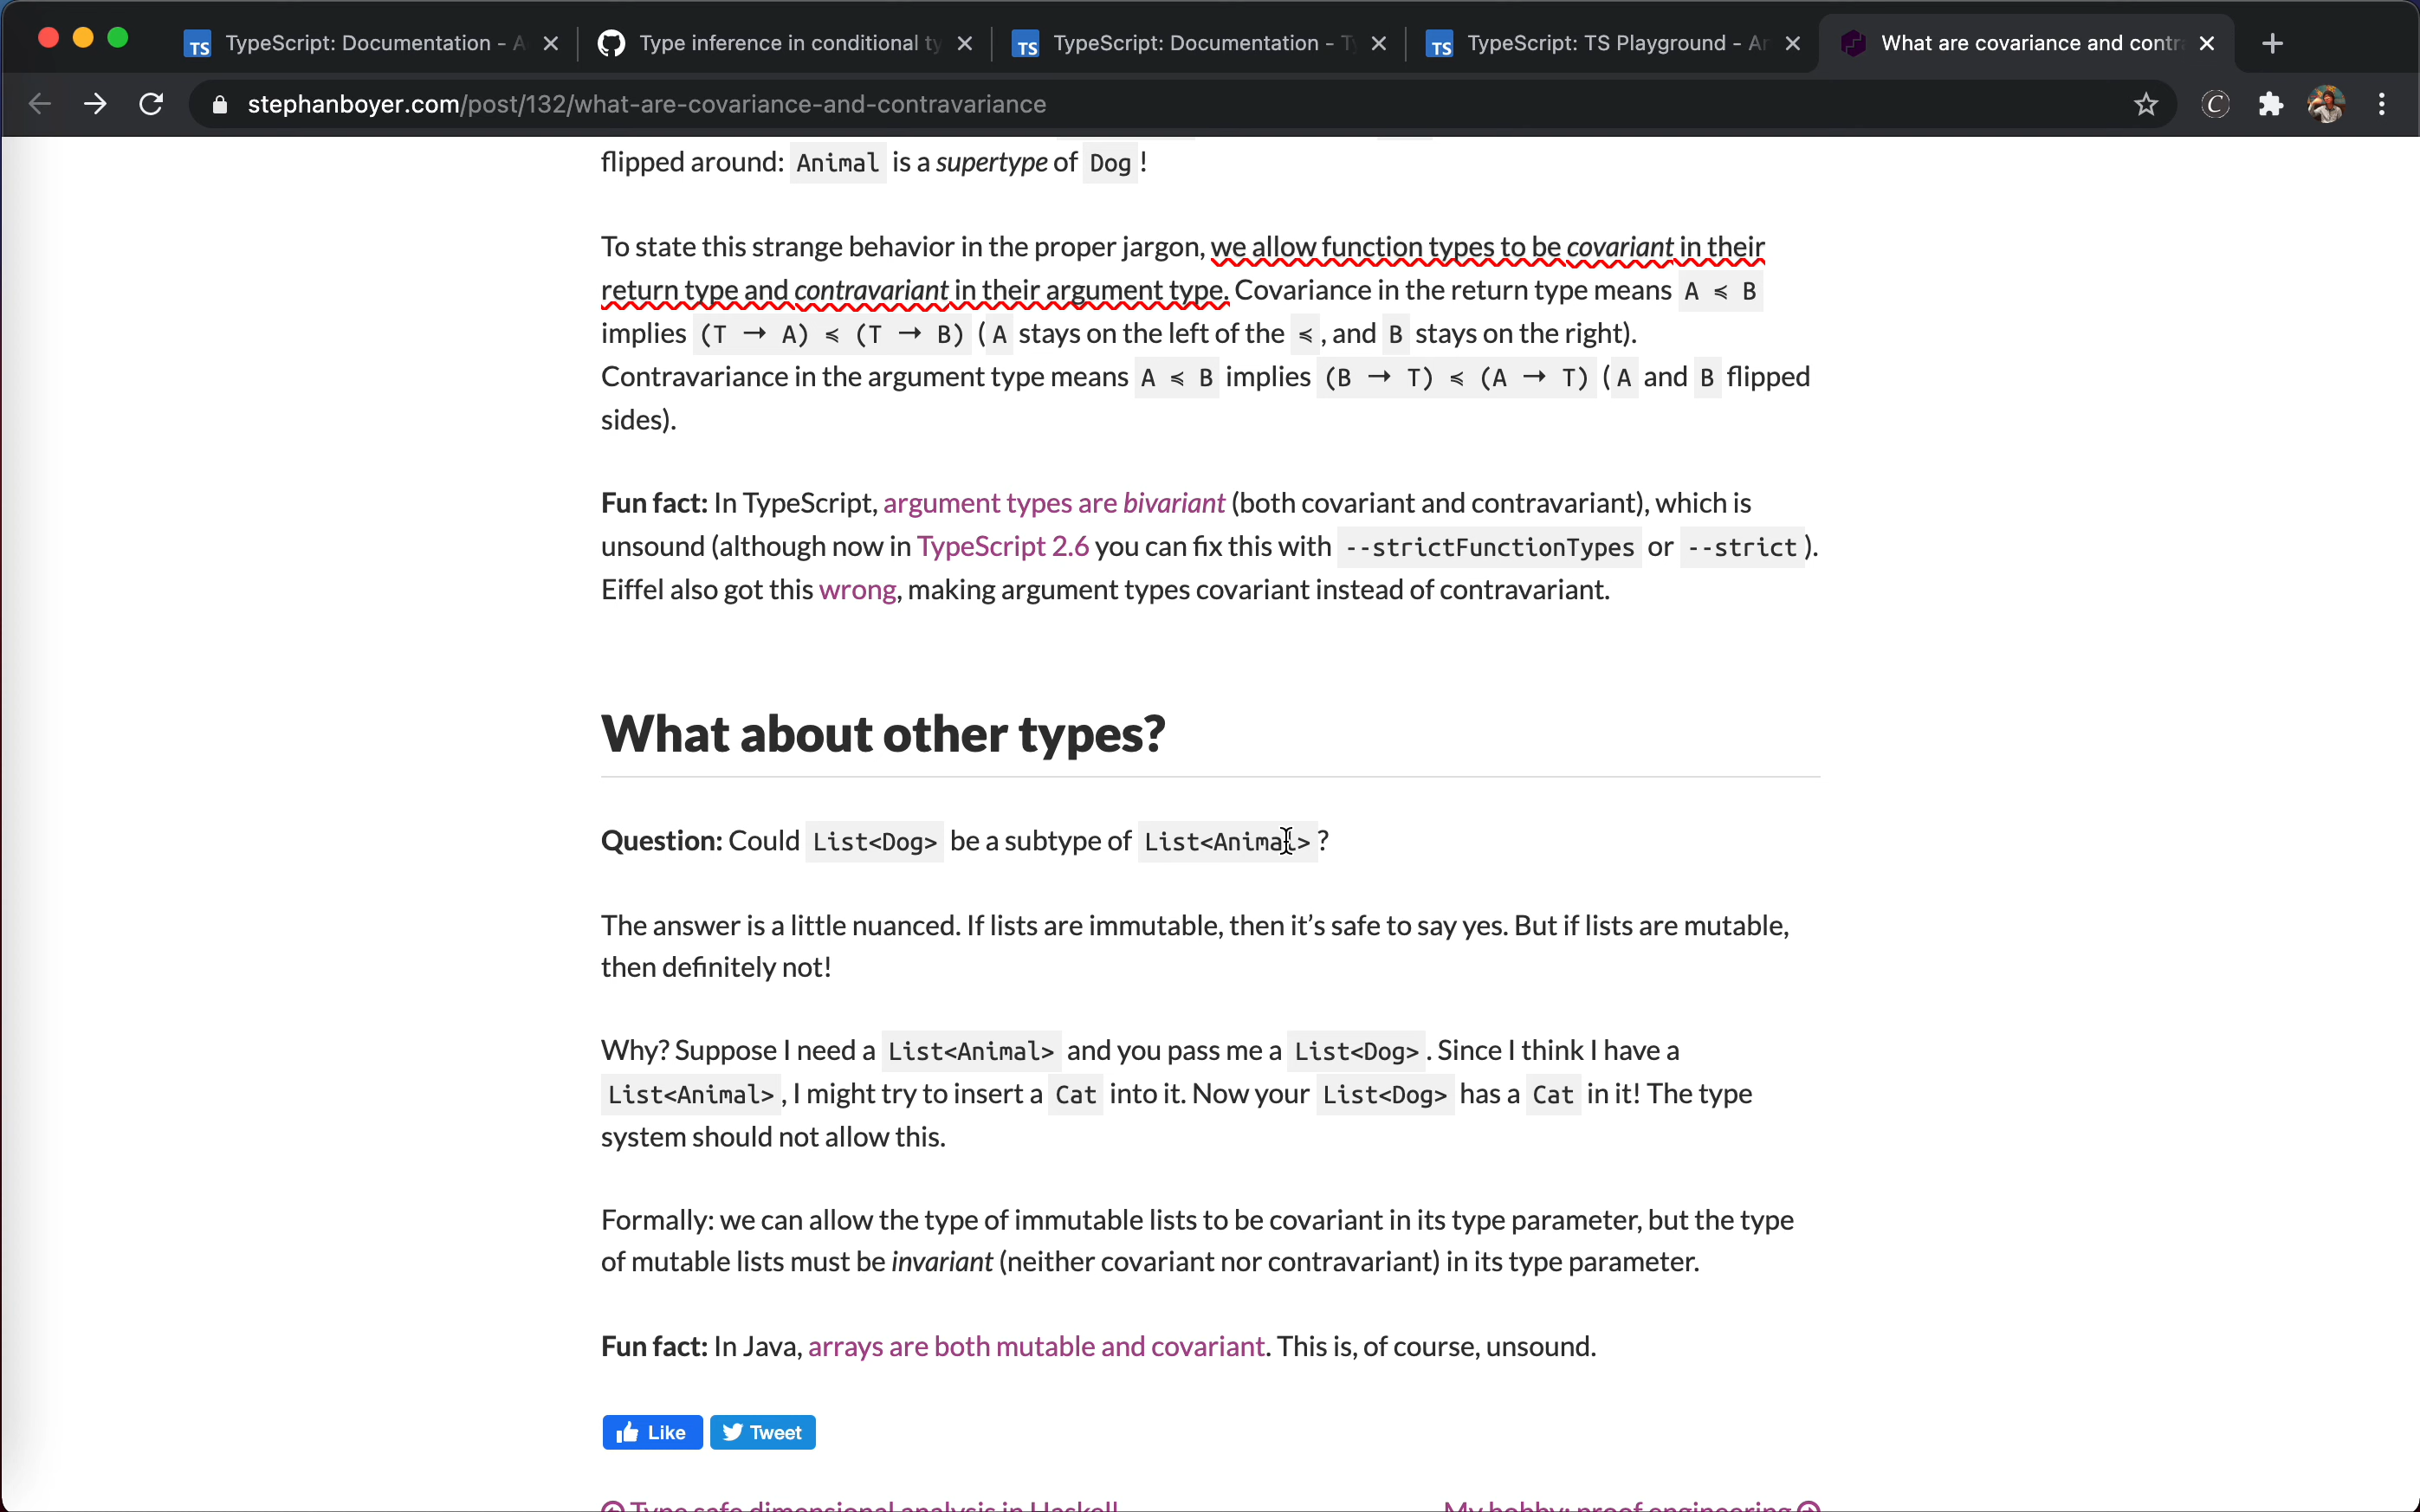 TS TypeScript: Documentation - A
Type inference in conditional ty
TS TypeScript: Documentation - Ty
TS TypeScript: TS Playground - An
What are covariance and contra
stephanboyer.com/post/132/what-are-covariance-and-contravariance
flipped around: Animal is a supertype of Dog !
To state this strange behavior in the proper jargon, we allow function types to be covariant in their
return type and contravariant in their argument type. Covariance in the return type means A ⩽ B
implies (T → A) ⩽ (T → B) (A stays on the left of the ⩽, and B stays on the right).
Contravariance in the argument type means A ⩽ B implies (B → T) ⩽ (A → T) (A and B flipped
sides).
Fun fact: In TypeScript, argument types are bivariant (both covariant and contravariant), which is
unsound (although now in TypeScript 2.6 you can fix this with --strictFunctionTypes or --strict).
Eiffel also got this wrong, making argument types covariant instead of contravariant.
What about other types?
Question: Could List<Dog> be a subtype of List<Animal>?
The answer is a little nuanced. If lists are immutable, then it’s safe to say yes. But if lists are mutable,
then definitely not!
Why? Suppose I need a List<Animal> and you pass me a List<Dog>. Since I think I have a
List<Animal>, I might try to insert a Cat into it. Now your List<Dog> has a Cat in it! The type
system should not allow this.
Formally: we can allow the type of immutable lists to be covariant in its type parameter, but the type
of mutable lists must be invariant (neither covariant nor contravariant) in its type parameter.
Fun fact: In Java, arrays are both mutable and covariant. This is, of course, unsound.
Like Tweet
Type safe dimensional analysis in Haskell My hobby: proof engineering